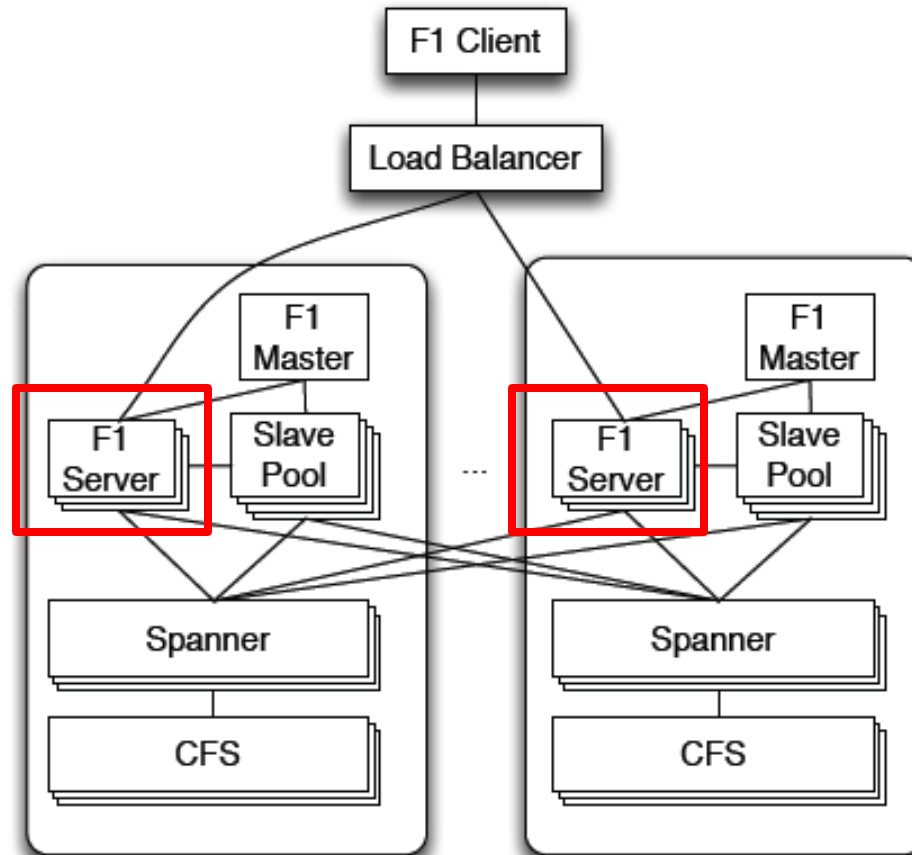 F1 Client
Load Balancer
F1
Master
F1
Server
Slave
Pool
Spanner
CFS
...
F1
Master
F1
Server
Slave
Pool
Spanner
CFS